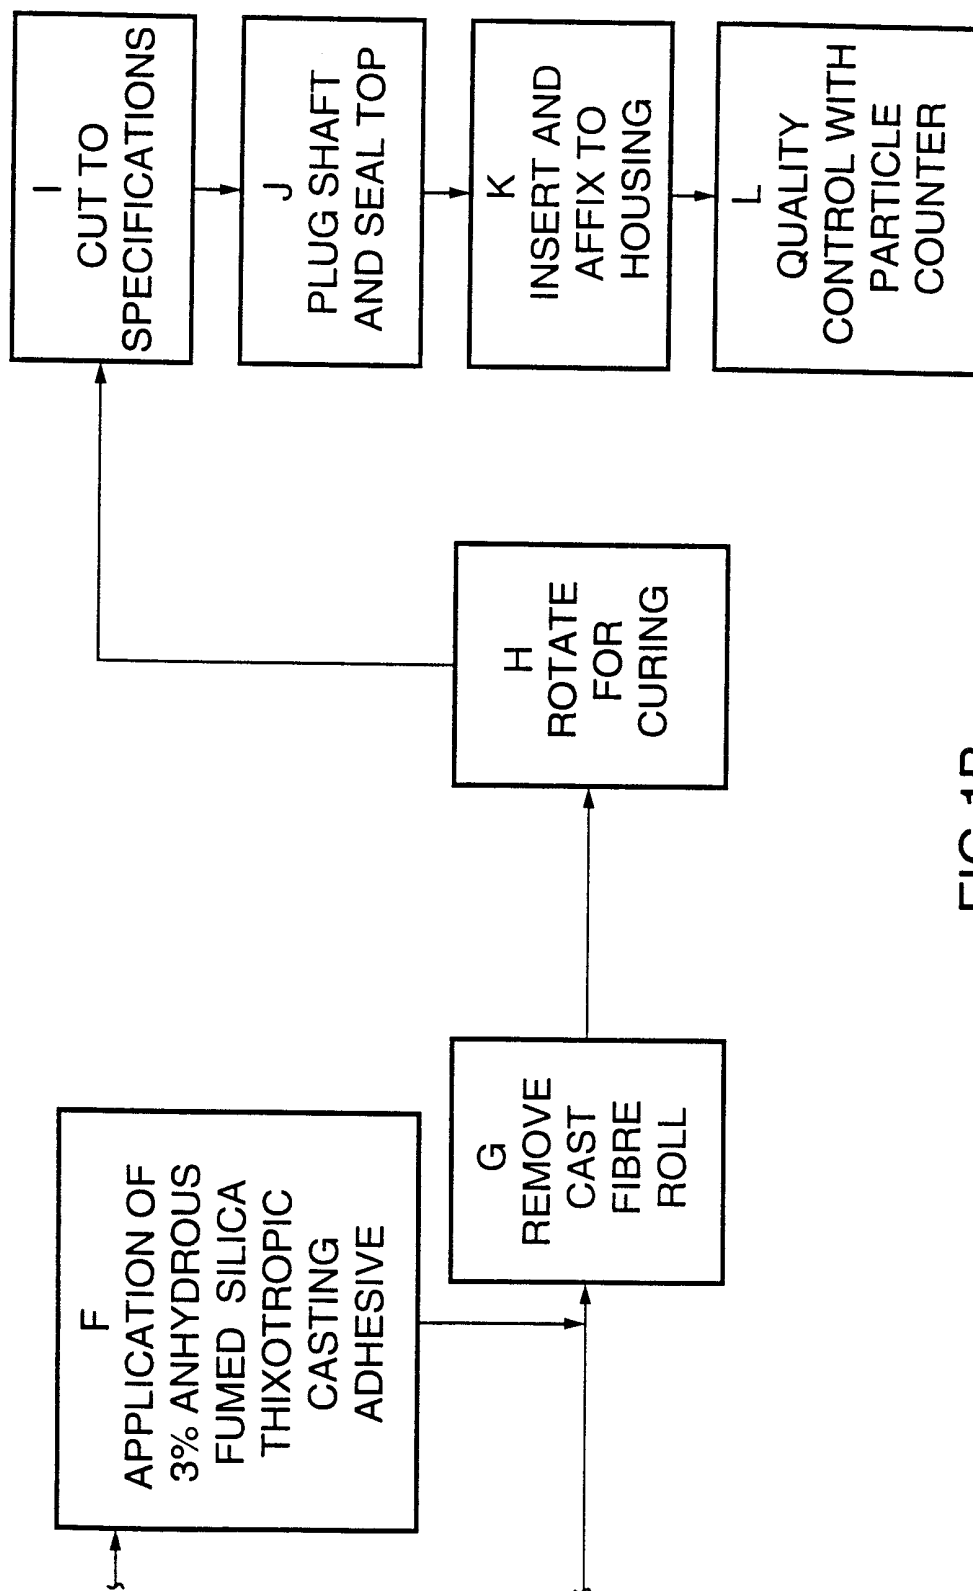 F
APPLICATION OF
3% ANHYDROUS
FUMED SILICA
THIXOTROPIC
CASTING
ADHESIVE
G
REMOVE
CAST
FIBRE
ROLL
H
ROTATE
FOR
CURING
I
CUT TO
SPECIFICATIONS
J
PLUG SHAFT
AND SEAL TOP
K
INSERT AND
AFFIX TO
HOUSING
L
QUALITY
CONTROL WITH
PARTICLE
COUNTER